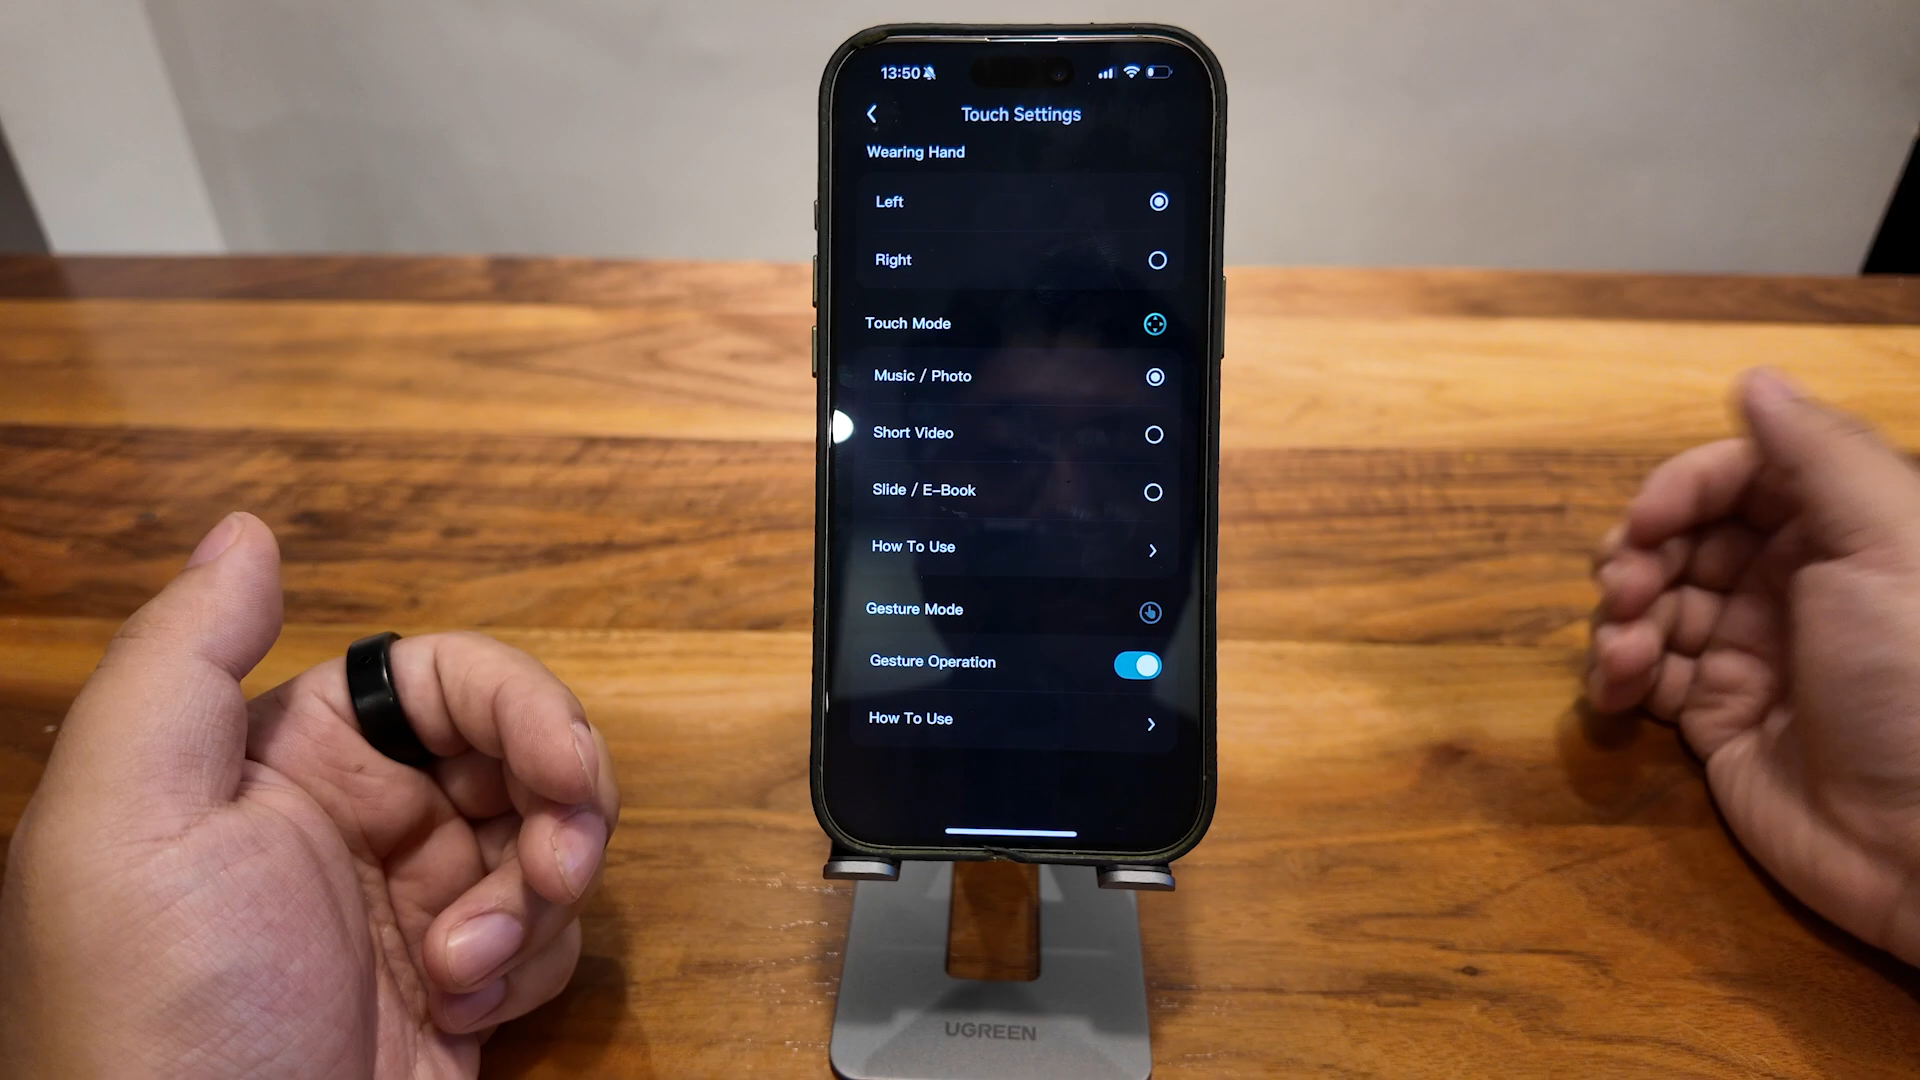 13:50
Touch Settings
Wearing Hand
Left
Right
Touch Mode
Music / Photo
Short Video
Slide / E-Book
How To Use
Gesture Mode
Gesture Operation
How To Use
UGREEN